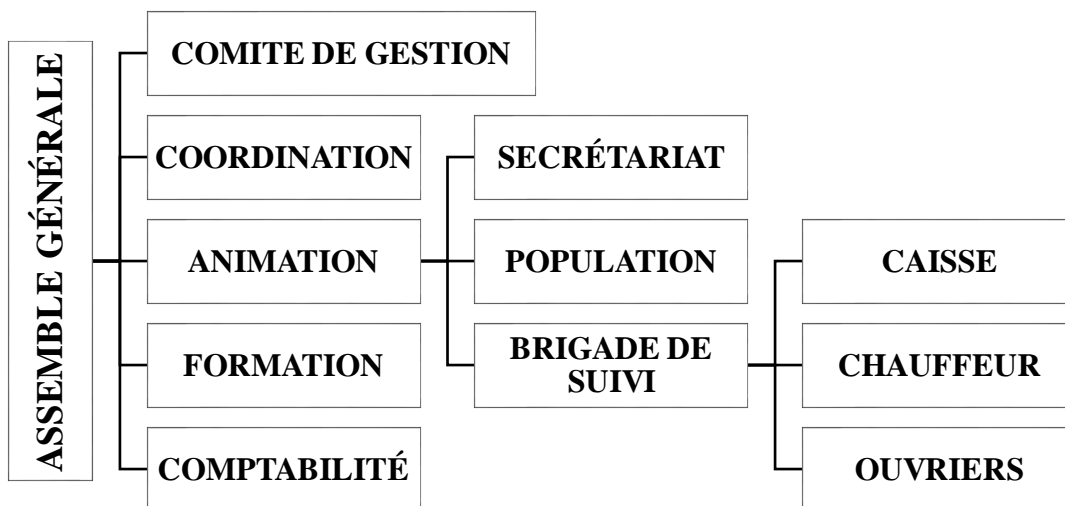 ASSEMBLE GÉNÉRALE
COMITE DE GESTION
COORDINATION
ANIMATION
FORMATION
COMPTABILITÉ
SECRÉTARIAT
POPULATION
BRIGADE DE
SUIVI
CAISSE
CHAUFFEUR
OUVRIERS